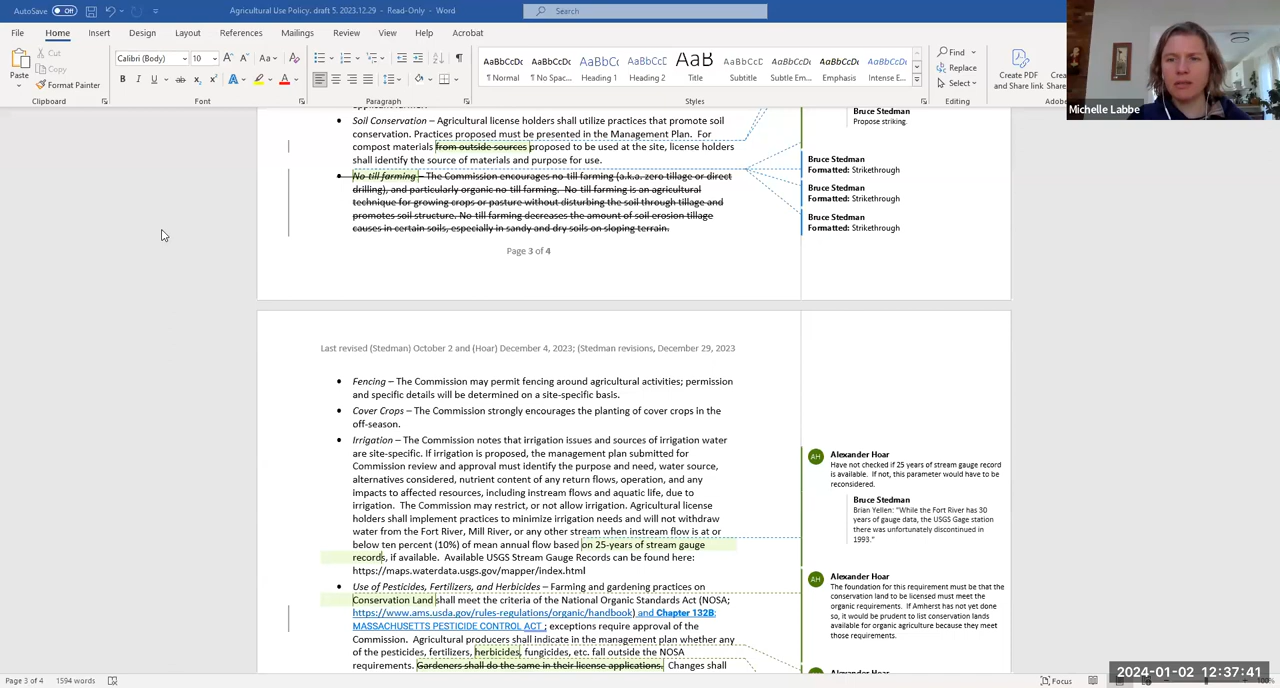 AutoSave Off
Agricultural Use Policy. draft 5. 2023.12.29 - Read-Only - Word
Search
File Home Insert Draw Design Layout References Mailings Review View Help Acrobat
Paste
Cut
Copy
Format Painter
Clipboard
Calibri (Body) 10
Font
Paragraph
AaBbCcDc AaBbCcDc AaBbCc AaBbCcD AaB AaBbCcD AaBbCcDc AaBbCcDc AaBbCcDc
¶ Normal ¶ No Spac... Heading 1 Heading 2 Title Subtitle Subtle Em... Emphasis Intense E...
Styles
Find
Replace
Select
Editing
Create PDF
and Share link
Michelle Labbe
• Soil Conservation – Agricultural license holders shall utilize practices that promote soil
conservation. Practices proposed must be presented in the Management Plan. For
compost materials from outside sources proposed to be used at the site, license holders
shall identify the source of materials and purpose for use.
• No till farming – The Commission encourages no till farming (a.k.a. zero tillage or direct
drilling), and particularly organic no till farming. No till farming is an agricultural
technique for growing crops or pasture without disturbing the soil through tillage and
promotes soil structure. No till farming decreases the amount of soil erosion tillage
causes in certain soils, especially in sandy and dry soils on sloping terrain.
Page 3 of 4
Bruce Stedman
Propose striking.
Bruce Stedman
Formatted: Strikethrough
Bruce Stedman
Formatted: Strikethrough
Bruce Stedman
Formatted: Strikethrough
Last revised (Stedman) October 2 and (Hoar) December 4, 2023; (Stedman revisions, December 29, 2023
• Fencing – The Commission may permit fencing around agricultural activities; permission
and specific details will be determined on a site-specific basis.
• Cover Crops – The Commission strongly encourages the planting of cover crops in the
off-season.
• Irrigation – The Commission notes that irrigation issues and sources of irrigation water
are site-specific. If irrigation is proposed, the management plan submitted for
Commission review and approval must identify the purpose and need, water source,
alternatives considered, nutrient content of any return flows, operation, and any
impacts to affected resources, including instream flows and aquatic life, due to
irrigation. The Commission may restrict, or not allow irrigation. Agricultural license
holders shall implement practices to minimize irrigation needs and will not withdraw
water from the Fort River, Mill River, or any other stream when instream flow is at or
below ten percent (10%) of mean annual flow based on 25-years of stream gauge
records, if available. Available USGS Stream Gauge Records can be found here:
https://maps.waterdata.usgs.gov/mapper/index.html
• Use of Pesticides, Fertilizers, and Herbicides – Farming and gardening practices on
Conservation Land shall meet the criteria of the National Organic Standards Act (NOSA;
https://www.ams.usda.gov/rules-regulations/organic/handbook) and Chapter 132B:
MASSACHUSETTS PESTICIDE CONTROL ACT ; exceptions require approval of the
Commission. Agricultural producers shall indicate in the management plan whether any
of the pesticides, fertilizers, herbicides, fungicides, etc. fall outside the NOSA
requirements. Gardeners shall do the same in their license applications. Changes shall
AH Alexander Hoar
Have not checked if 25 years of stream gauge record
is available. If not, this parameter would have to be
reconsidered.
Bruce Stedman
Brian Yellen: "While the Fort River has 30
years of gauge data, the USGS Gage station
there was unfortunately discontinued in
1993."
AH Alexander Hoar
The foundation for this requirement must be that the
conservation land to be licensed must meet the
organic requirements. If Amherst has not yet done
so, it would be prudent to list conservation lands
available for organic agriculture because they meet
those requirements.
Page 3 of 4 1594 words
Focus
2024-01-02 12:37:41